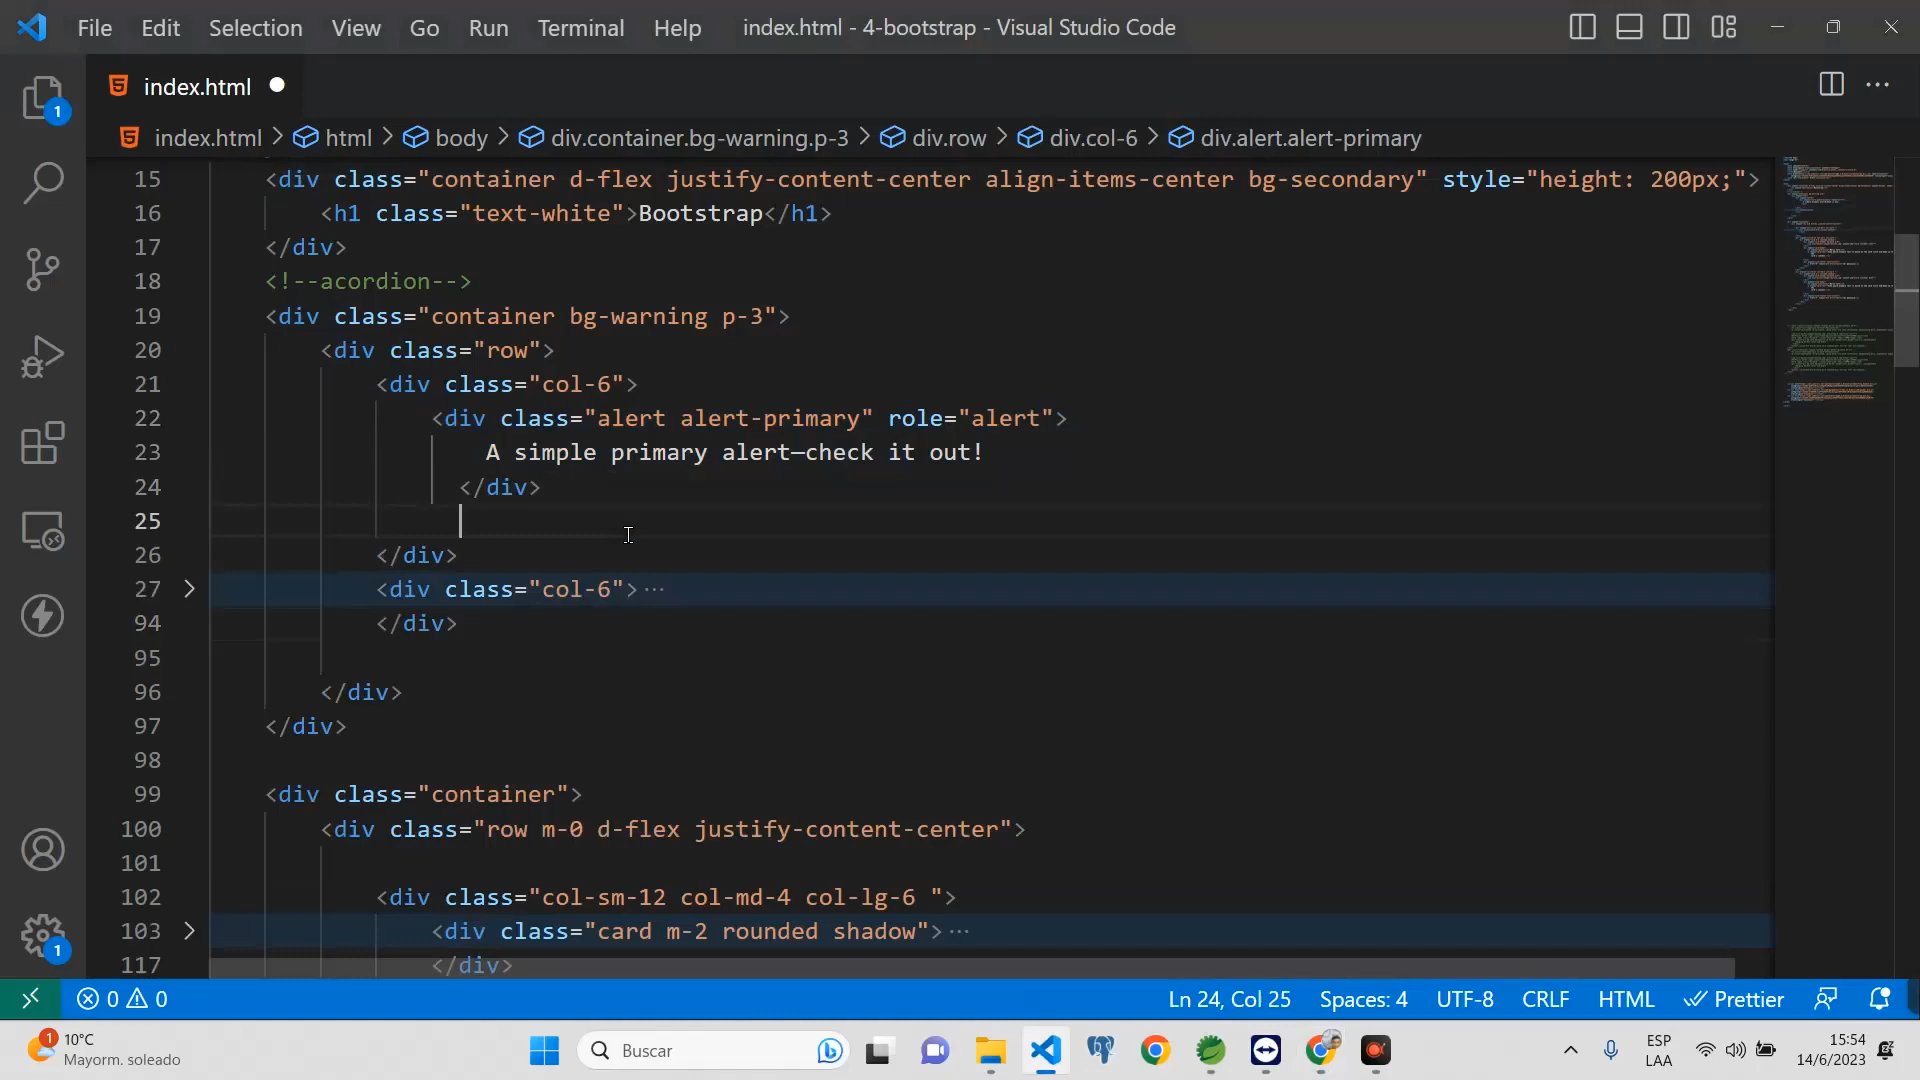 File Edit Selection View Go Run Terminal Help index.html - 4-bootstrap - Visual Studio Code
index.html
index.html > html > body > div.container.bg-warning.p-3 > div.row > div.col-6 > div.alert.alert-primary
15 <div class="container d-flex justify-content-center align-items-center bg-secondary" style="height: 200px;">
16 <h1 class="text-white">Bootstrap</h1>
17 </div>
18 <!--acordion-->
19 <div class="container bg-warning p-3">
20 <div class="row">
21 <div class="col-6">
22 <div class="alert alert-primary" role="alert">
23 A simple primary alert—check it out!
24 </div>
25
26 </div>
27 <div class="col-6">···
94 </div>
95
96 </div>
97 </div>
98
99 <div class="container">
100 <div class="row m-0 d-flex justify-content-center">
101
102 <div class="col-sm-12 col-md-4 col-lg-6 ">
103 <div class="card m-2 rounded shadow">···
117 </div>
1
1
0 0 Ln 24, Col 25 Spaces: 4 UTF-8 CRLF HTML Prettier
1 10°C
Mayorm. soleado
Buscar
ESP
LAA
15:54
14/6/2023